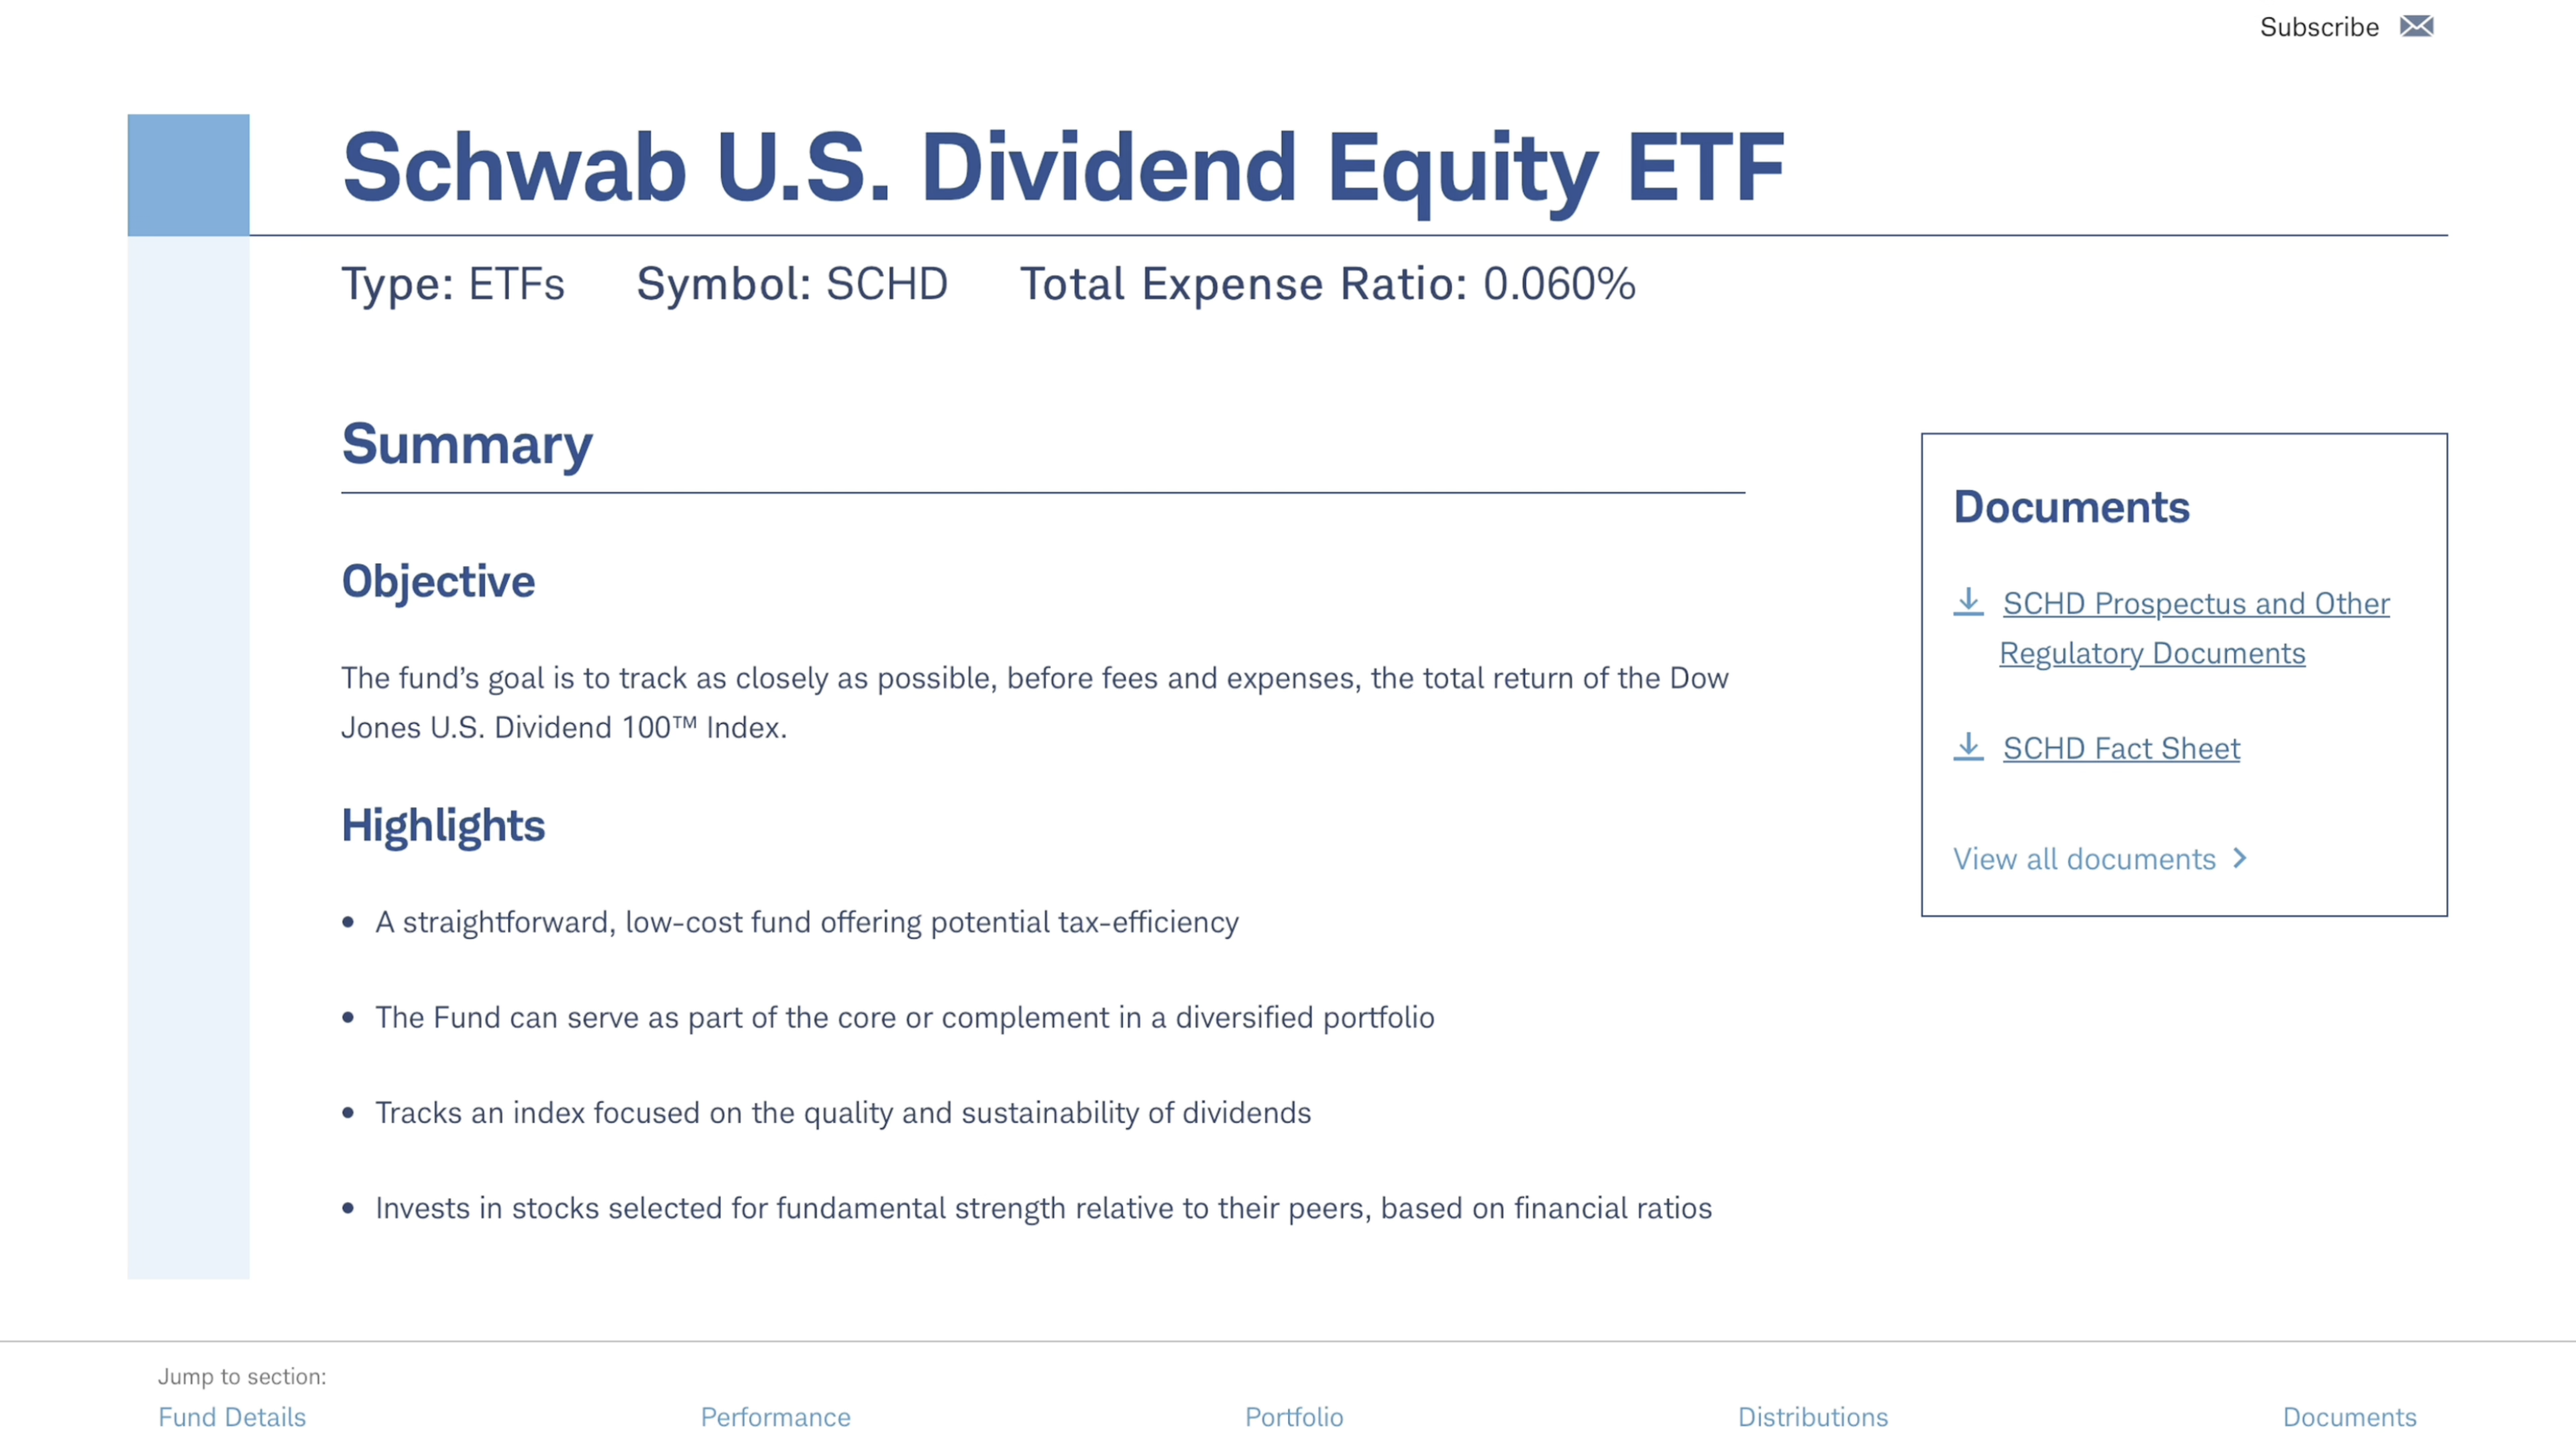 Subscribe
Schwab U.S. Dividend Equity ETF
Type: ETFs Symbol: SCHD Total Expense Ratio: 0.060%
Summary
Objective
The fund’s goal is to track as closely as possible, before fees and expenses, the total return of the Dow
Jones U.S. Dividend 100™ Index.
Highlights
• A straightforward, low-cost fund offering potential tax-efficiency
• The Fund can serve as part of the core or complement in a diversified portfolio
• Tracks an index focused on the quality and sustainability of dividends
• Invests in stocks selected for fundamental strength relative to their peers, based on financial ratios
Documents
SCHD Prospectus and Other
Regulatory Documents
SCHD Fact Sheet
View all documents
Jump to section:
Fund Details Performance Portfolio Distributions Documents